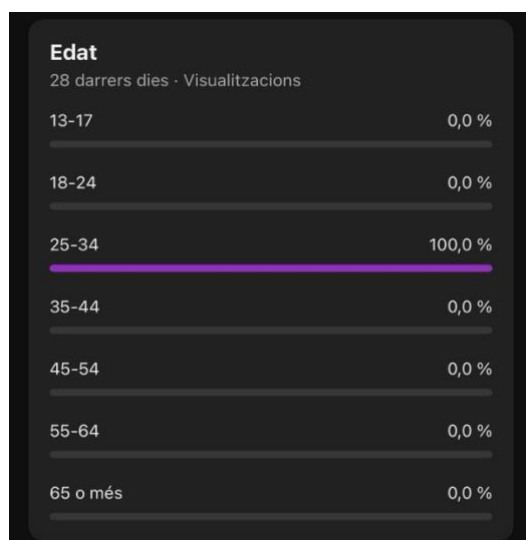 Edat
28 darrers dies · Visualitzacions
13-17 0,0 %
18-24 0,0 %
25-34 100,0 %
35-44 0,0 %
45-54 0,0 %
55-64 0,0 %
65 o més 0,0 %